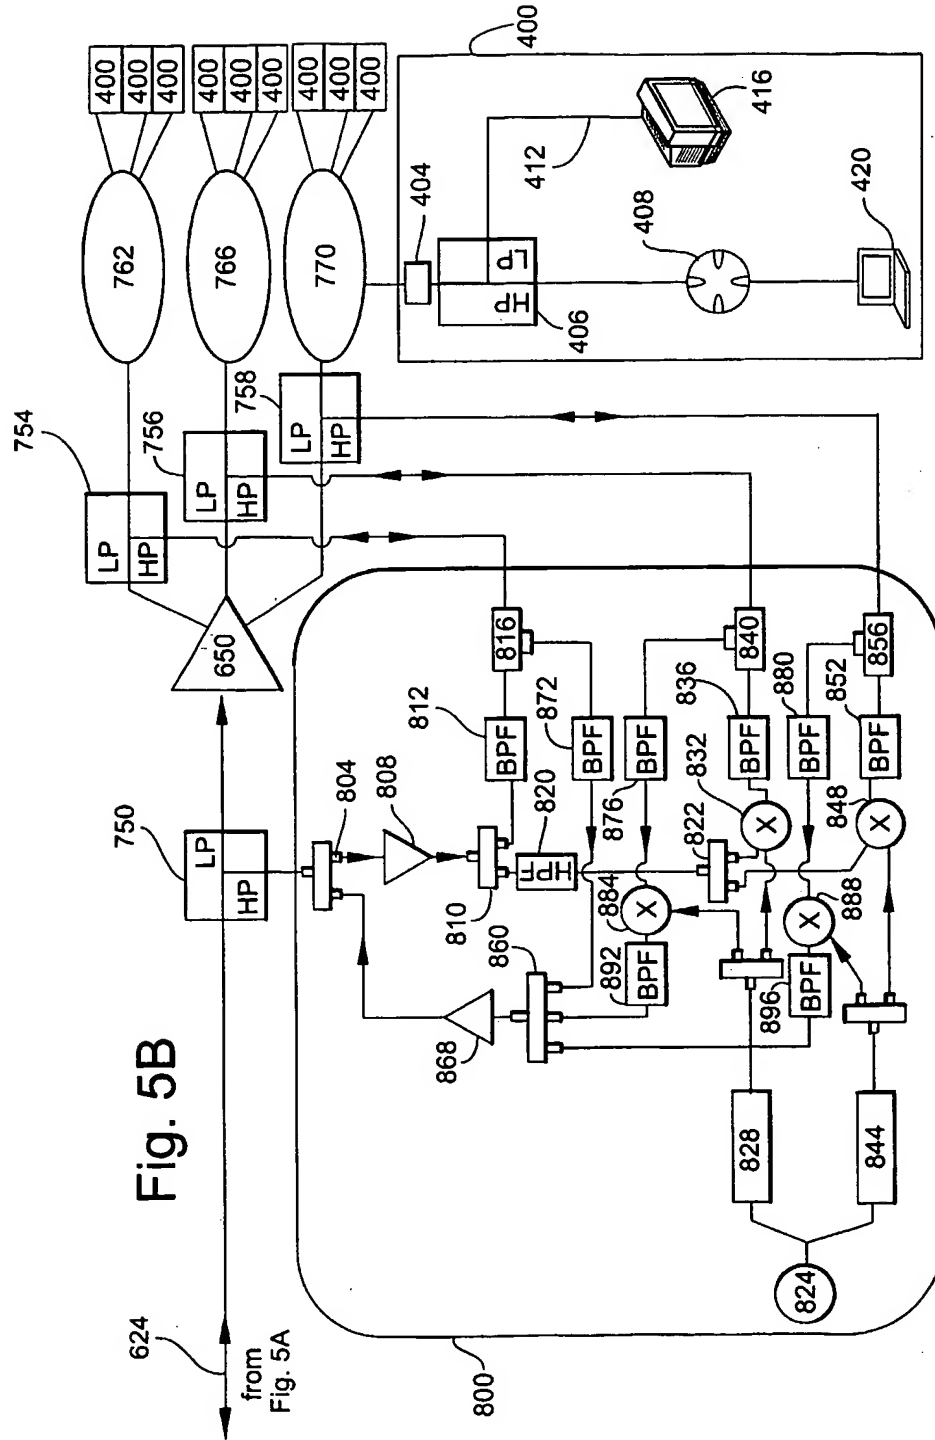 Fig. 5B
624
from
Fig. 5A
750
LP
HP
650
754
LP
HP
756
LP
HP
758
LP
HP
762
766
770
400
400
400
400
400
400
400
400
400
400
404
HP
LP
406
412
416
408
420
800
804
808
810
812
BPF
816
872
BPF
820
HPF
860
868
876
BPF
884
X
892
BPF
822
832
X
836
BPF
840
880
BPF
888
X
896
BPF
848
X
852
BPF
856
828
844
824